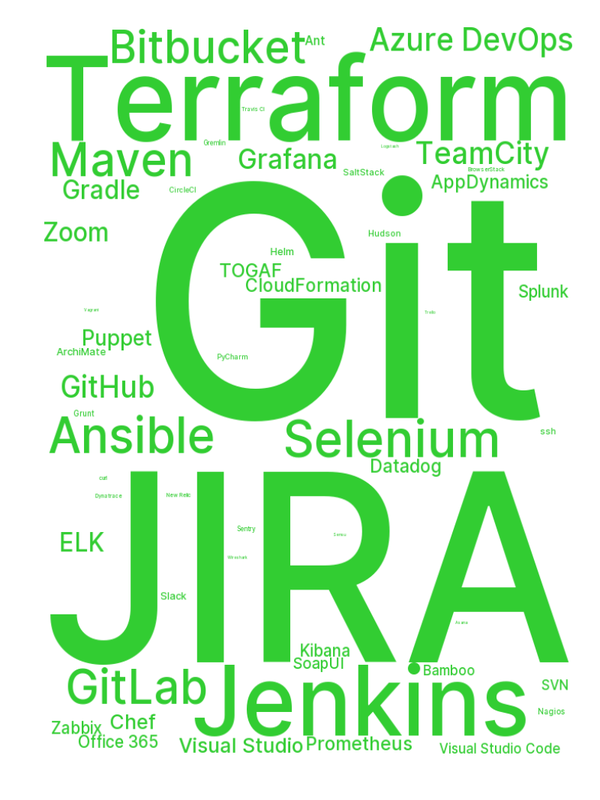 Bitbucket
Ant
Azure DevOps
Terraform
Travis CI
Gremlin
Maven
Grafana
TeamCity
BrowserStack
SaltStack
AppDynamics
Gradle
CircleCI
Zoom
Git
Hudson
Helm
TOGAF
CloudFormation
Splunk
Puppet
ArchiMate
PyCharm
GitHub
Grunt
Ansible
Selenium
ssh
Datadog
JIRA
curl
Dynatrace
New Relic
Sentry
ELK
Wireshark
Slack
Asana
Kibana
SoapUI
Bamboo
GitLab
Jenkins
SVN
Nagios
Chef
Zabbix
Office 365
Visual Studio
Prometheus
Visual Studio Code